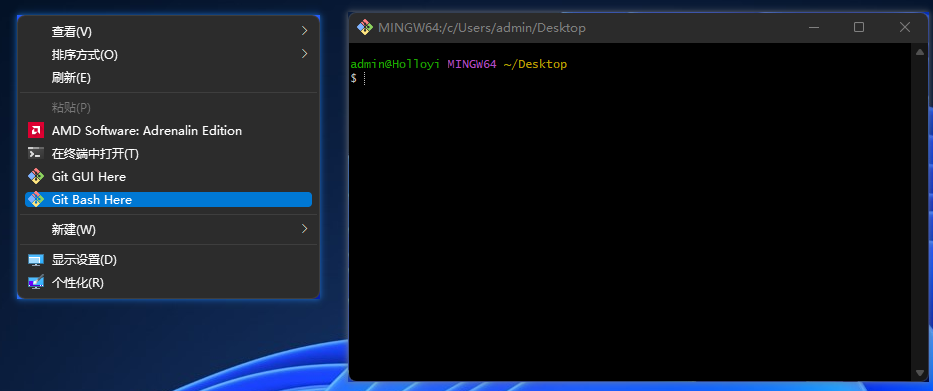 查看(V)
排序方式(O)
刷新(E)
粘贴(P)
AMD Software: Adrenalin Edition
在终端中打开(T)
Git GUI Here
Git Bash Here
新建(W)
显示设置(D)
个性化(R)
MINGW64:/c/Users/admin/Desktop
admin@Holloyi MINGW64 ~/Desktop
$